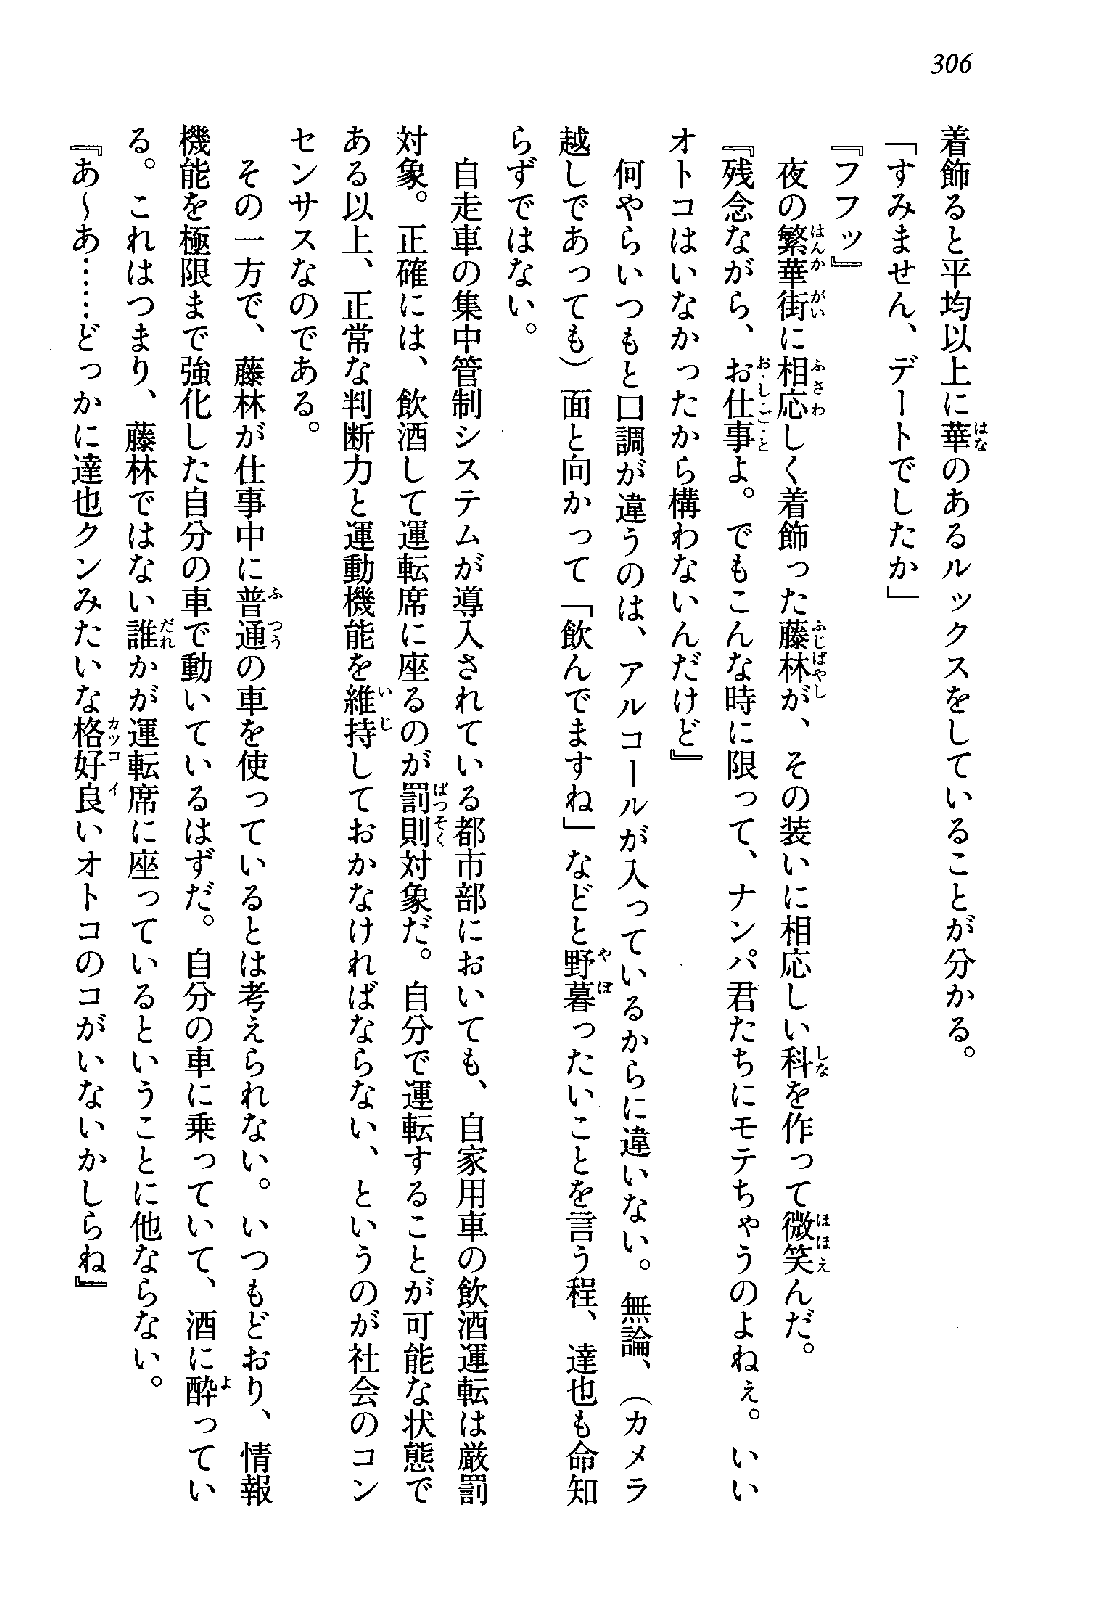 306
着飾ると平均以上に華のあるルックスをしていることが分かる。
「すみません、デートでしたか」
『フフッ』
　夜の繁華街に相応しく着飾った藤林が、その装いに相応しい科を作って微笑んだ。
『残念ながら、お仕事よ。でもこんな時に限って、ナンパ君たちにモテちゃうのよねぇ。いい
オトコはいなかったから構わないんだけど』
　何やらいつもと口調が違うのは、アルコールが入っているからに違いない。無論、（カメラ
越しであっても）面と向かって「飲んでますね」などと野暮ったいことを言う程、達也も命知
らずではない。
　自走車の集中管制システムが導入されている都市部においても、自家用車の飲酒運転は厳罰
対象。正確には、飲酒して運転席に座るのが罰則対象だ。自分で運転することが可能な状態で
ある以上、正常な判断力と運動機能を維持しておかなければならない、というのが社会のコン
センサスなのである。
　その一方で、藤林が仕事中に普通の車を使っているとは考えられない。いつもどおり、情報
機能を極限まで強化した自分の車で動いているはずだ。自分の車に乗っていて、酒に酔ってい
る。これはつまり、藤林ではない誰かが運転席に座っているということに他ならない。
『あ～あ……どっかに達也クンみたいな格好良いオトコのコがいないかしらね』